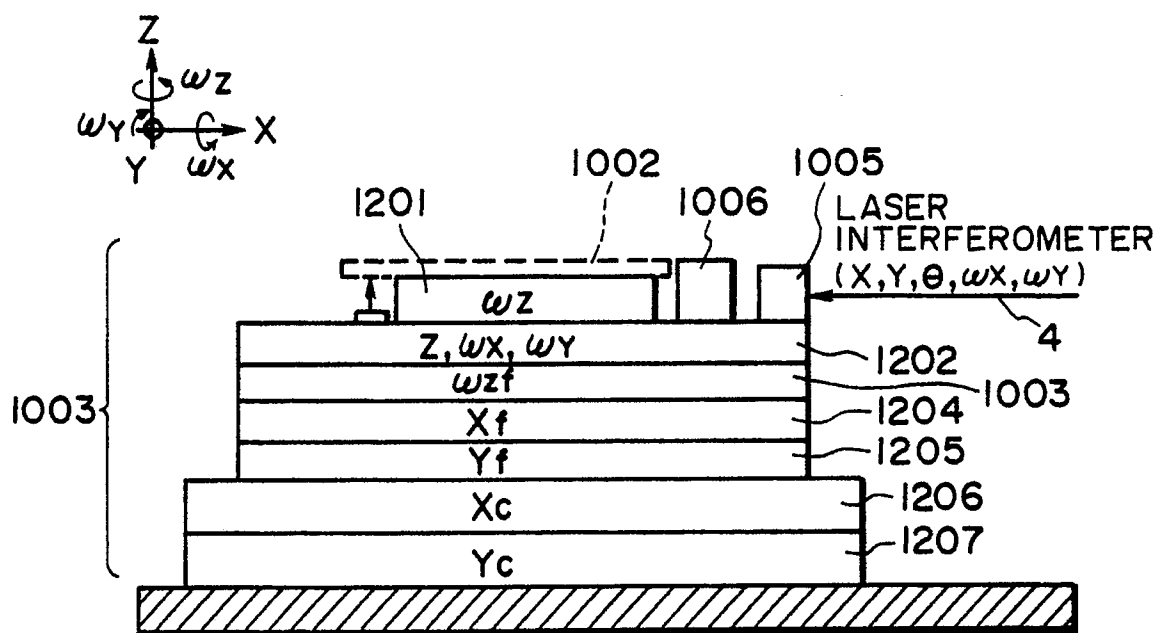 Z
ωZ
ωY
X
Y
ωX
1002
1005
1201
1006
LASER
INTERFEROMETER
(X, Y, θ, ωX, ωY)
ωZ
4
Z, ωX, ωY
1202
ωzf
1003
1003
Xf
1204
Yf
1205
Xc
1206
Yc
1207